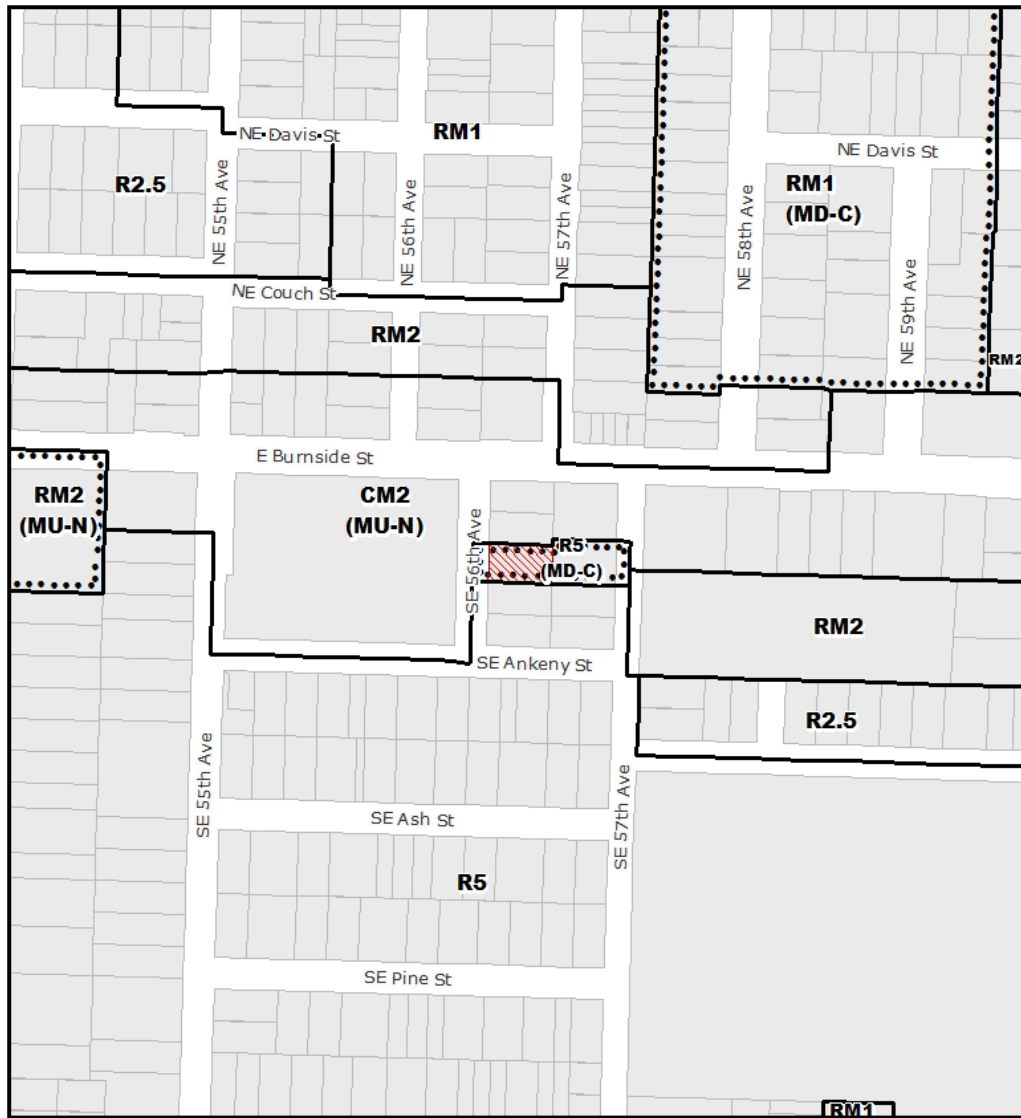 NE Davis St
RM1
NE Davis St
R2.5
NE 55th Ave
NE 56th Ave
NE 57th Ave
NE 58th Ave
RM1
(MD-C)
NE 59th Ave
NE Couch St
RM2
RM2
E Burnside St
RM2
(MU-N)
CM2
(MU-N)
SE 56th Ave
R5
(MD-C)
RM2
SE Ankeny St
R2.5
SE 55th Ave
SE Ash St
SE 57th Ave
R5
SE Pine St
RM1